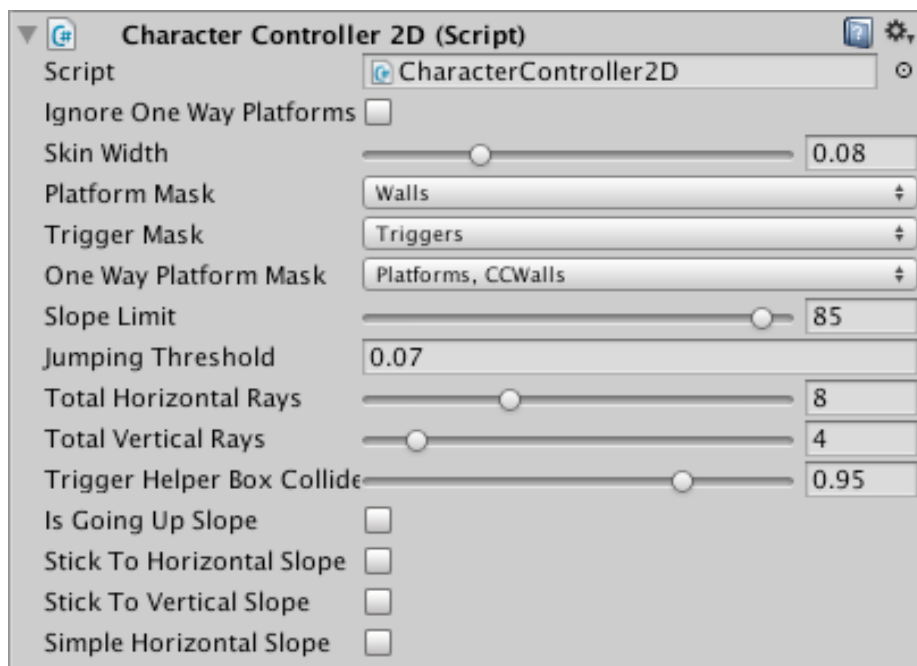 Character Controller 2D (Script)
Script CharacterController2D
Ignore One Way Platforms
Skin Width 0.08
Platform Mask Walls
Trigger Mask Triggers
One Way Platform Mask Platforms, CCWalls
Slope Limit 85
Jumping Threshold 0.07
Total Horizontal Rays 8
Total Vertical Rays 4
Trigger Helper Box Collide 0.95
Is Going Up Slope
Stick To Horizontal Slope
Stick To Vertical Slope
Simple Horizontal Slope